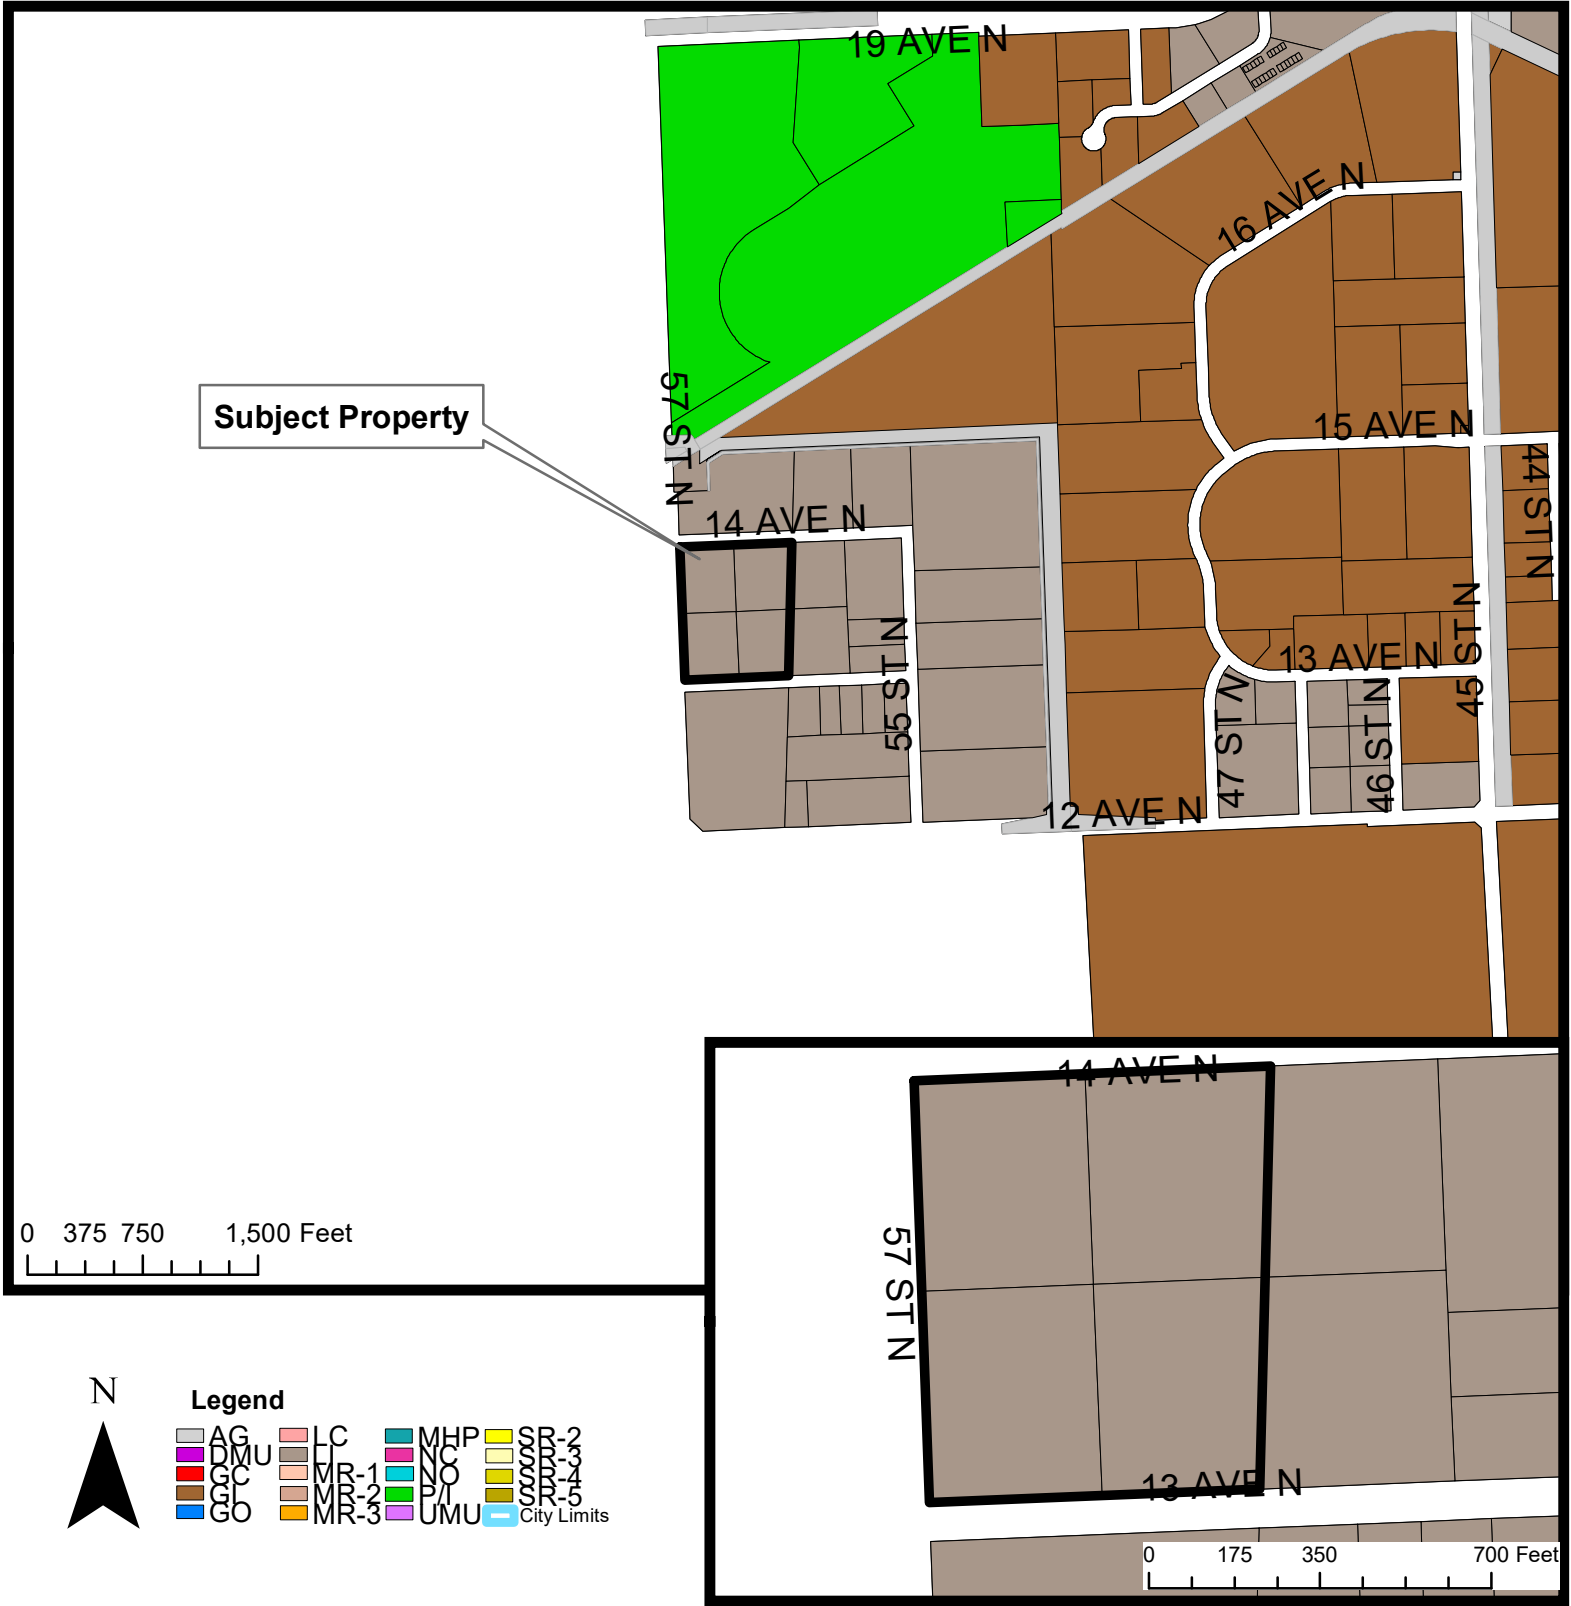 19 AVE N
16 AVE N
57 ST N
Subject Property
15 AVE N
44 ST N
14 AVE N
55 ST N
13 AVE N
45 ST N
47 ST N
46 ST N
12 AVE N
0 375 750 1,500 Feet
14 AVE N
57 ST N
13 AVE N
0 175 350 700 Feet
N
Legend
AG LC MHP SR-2
DMU LI NC SR-3
GC MR-1 NO SR-4
GI MR-2 P/I SR-5
GO MR-3 UMU City Limits